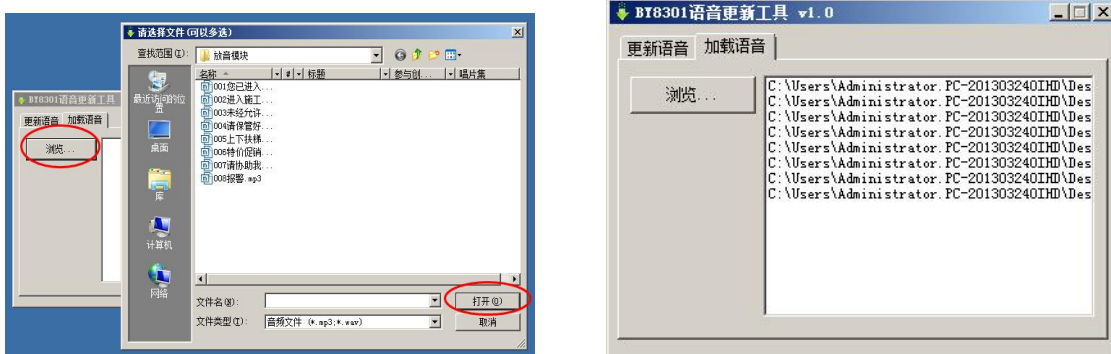 请选择文件(可以多选)
查找范围(I):
放音模块
名称
#
标题
参与创...
唱片集
最近访问的位置
桌面
库
计算机
网络
001您已进入...
002进入施工...
003未经允许...
004请保管好...
005上下扶梯...
006特价促销...
007请协助我...
008报警.mp3
文件名(N):
打开(O)
文件类型(T):
音频文件 (*.mp3;*.wav)
取消
BY8301语音更新工具
更新语音 加载语音
浏览...
BY8301语音更新工具 v1.0
更新语音 加载语音
浏览...
C:\Users\Administrator.PC-201303240IHD\Des
C:\Users\Administrator.PC-201303240IHD\Des
C:\Users\Administrator.PC-201303240IHD\Des
C:\Users\Administrator.PC-201303240IHD\Des
C:\Users\Administrator.PC-201303240IHD\Des
C:\Users\Administrator.PC-201303240IHD\Des
C:\Users\Administrator.PC-201303240IHD\Des
C:\Users\Administrator.PC-201303240IHD\Des